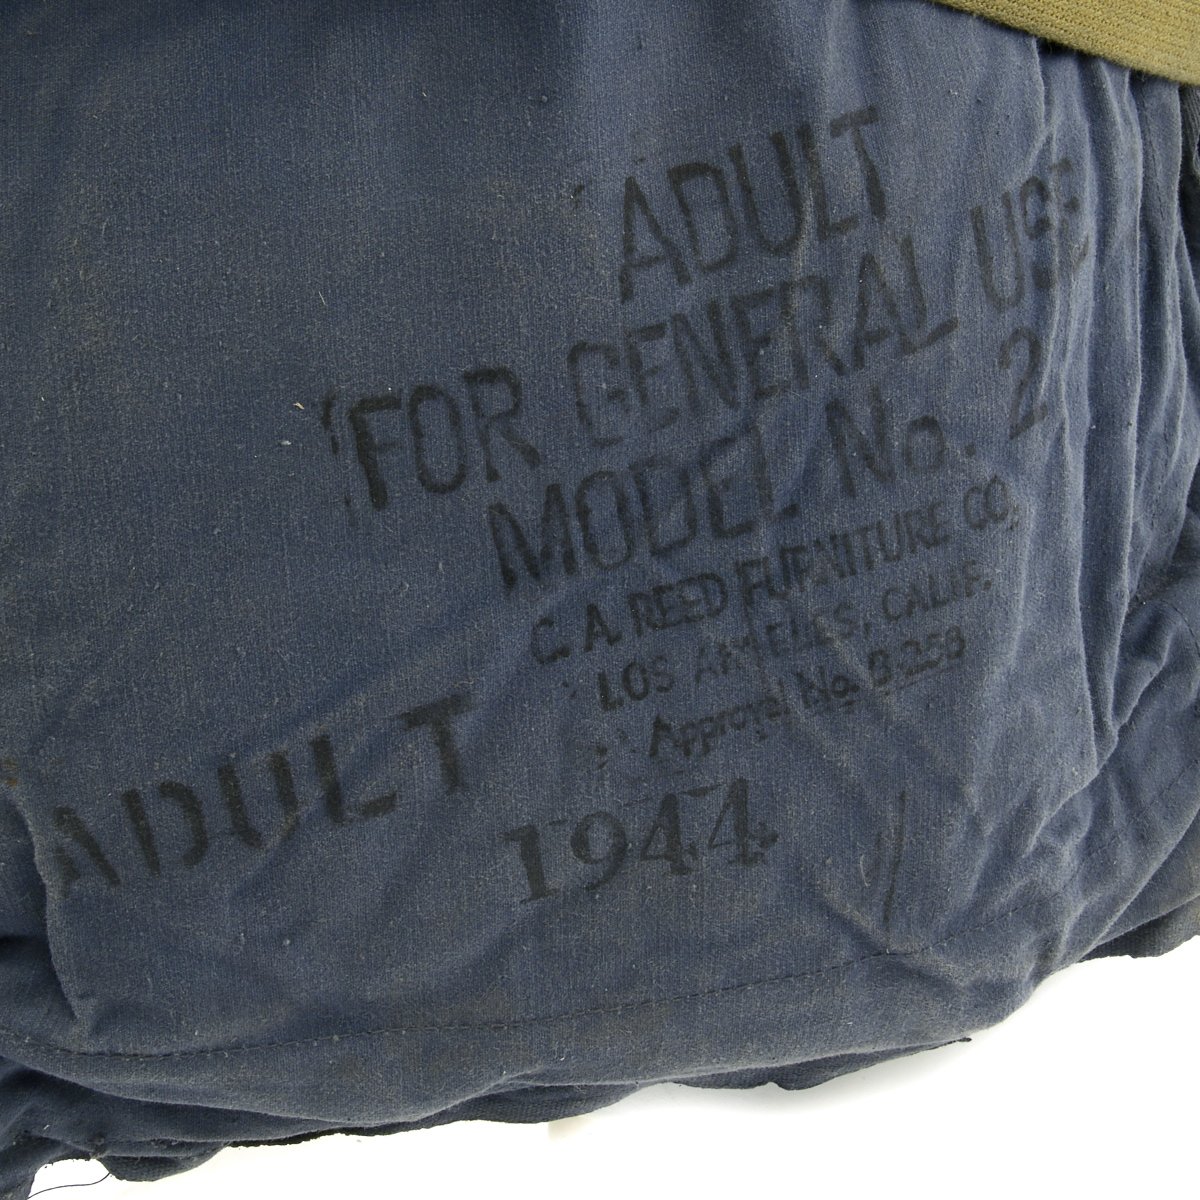 ADULT
FOR GENERAL USE
MODEL No. 2
C. A. REED FURNITURE CO.
LOS ANGELES, CALIF.
Approval No. B-258
ADULT
1944